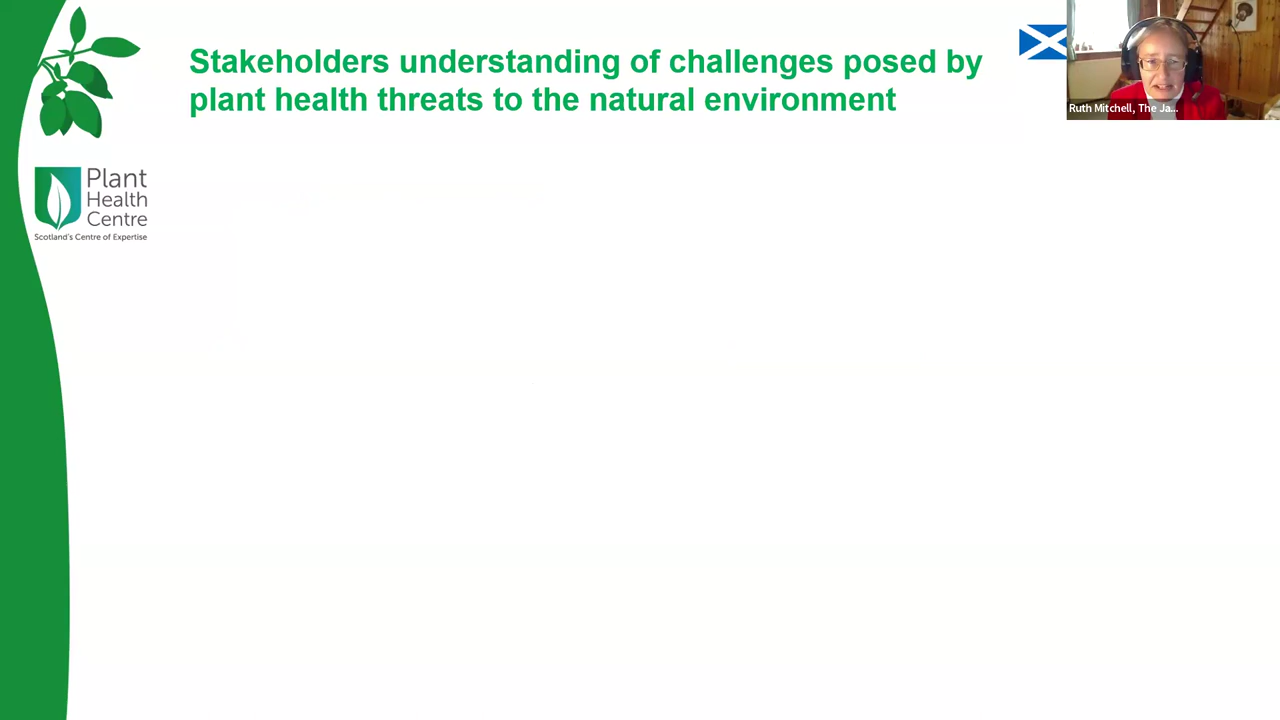 Stakeholders understanding of challenges posed by
plant health threats to the natural environment
Ruth Mitchell, The Ja...
Plant
Health
Centre
Scotland's Centre of Expertise